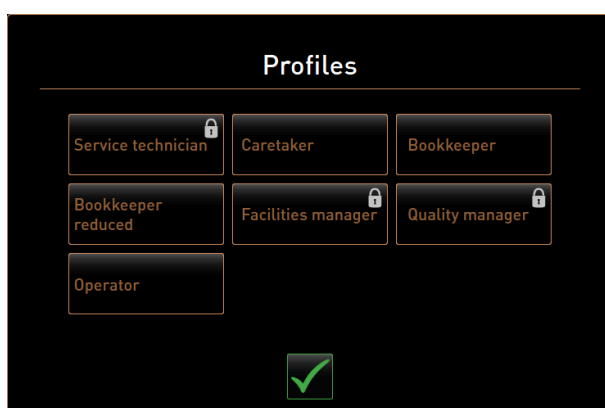 Profiles
Service technician
Caretaker
Bookkeeper
Bookkeeper
reduced
Facilities manager
Quality manager
Operator